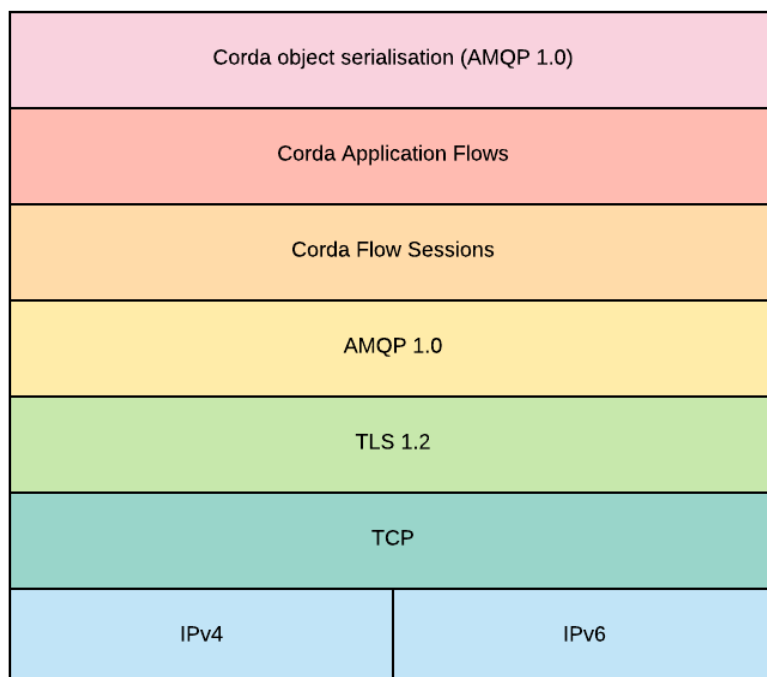 Corda object serialisation (AMQP 1.0)
Corda Application Flows
Corda Flow Sessions
AMQP 1.0
TLS 1.2
TCP
IPv4
IPv6